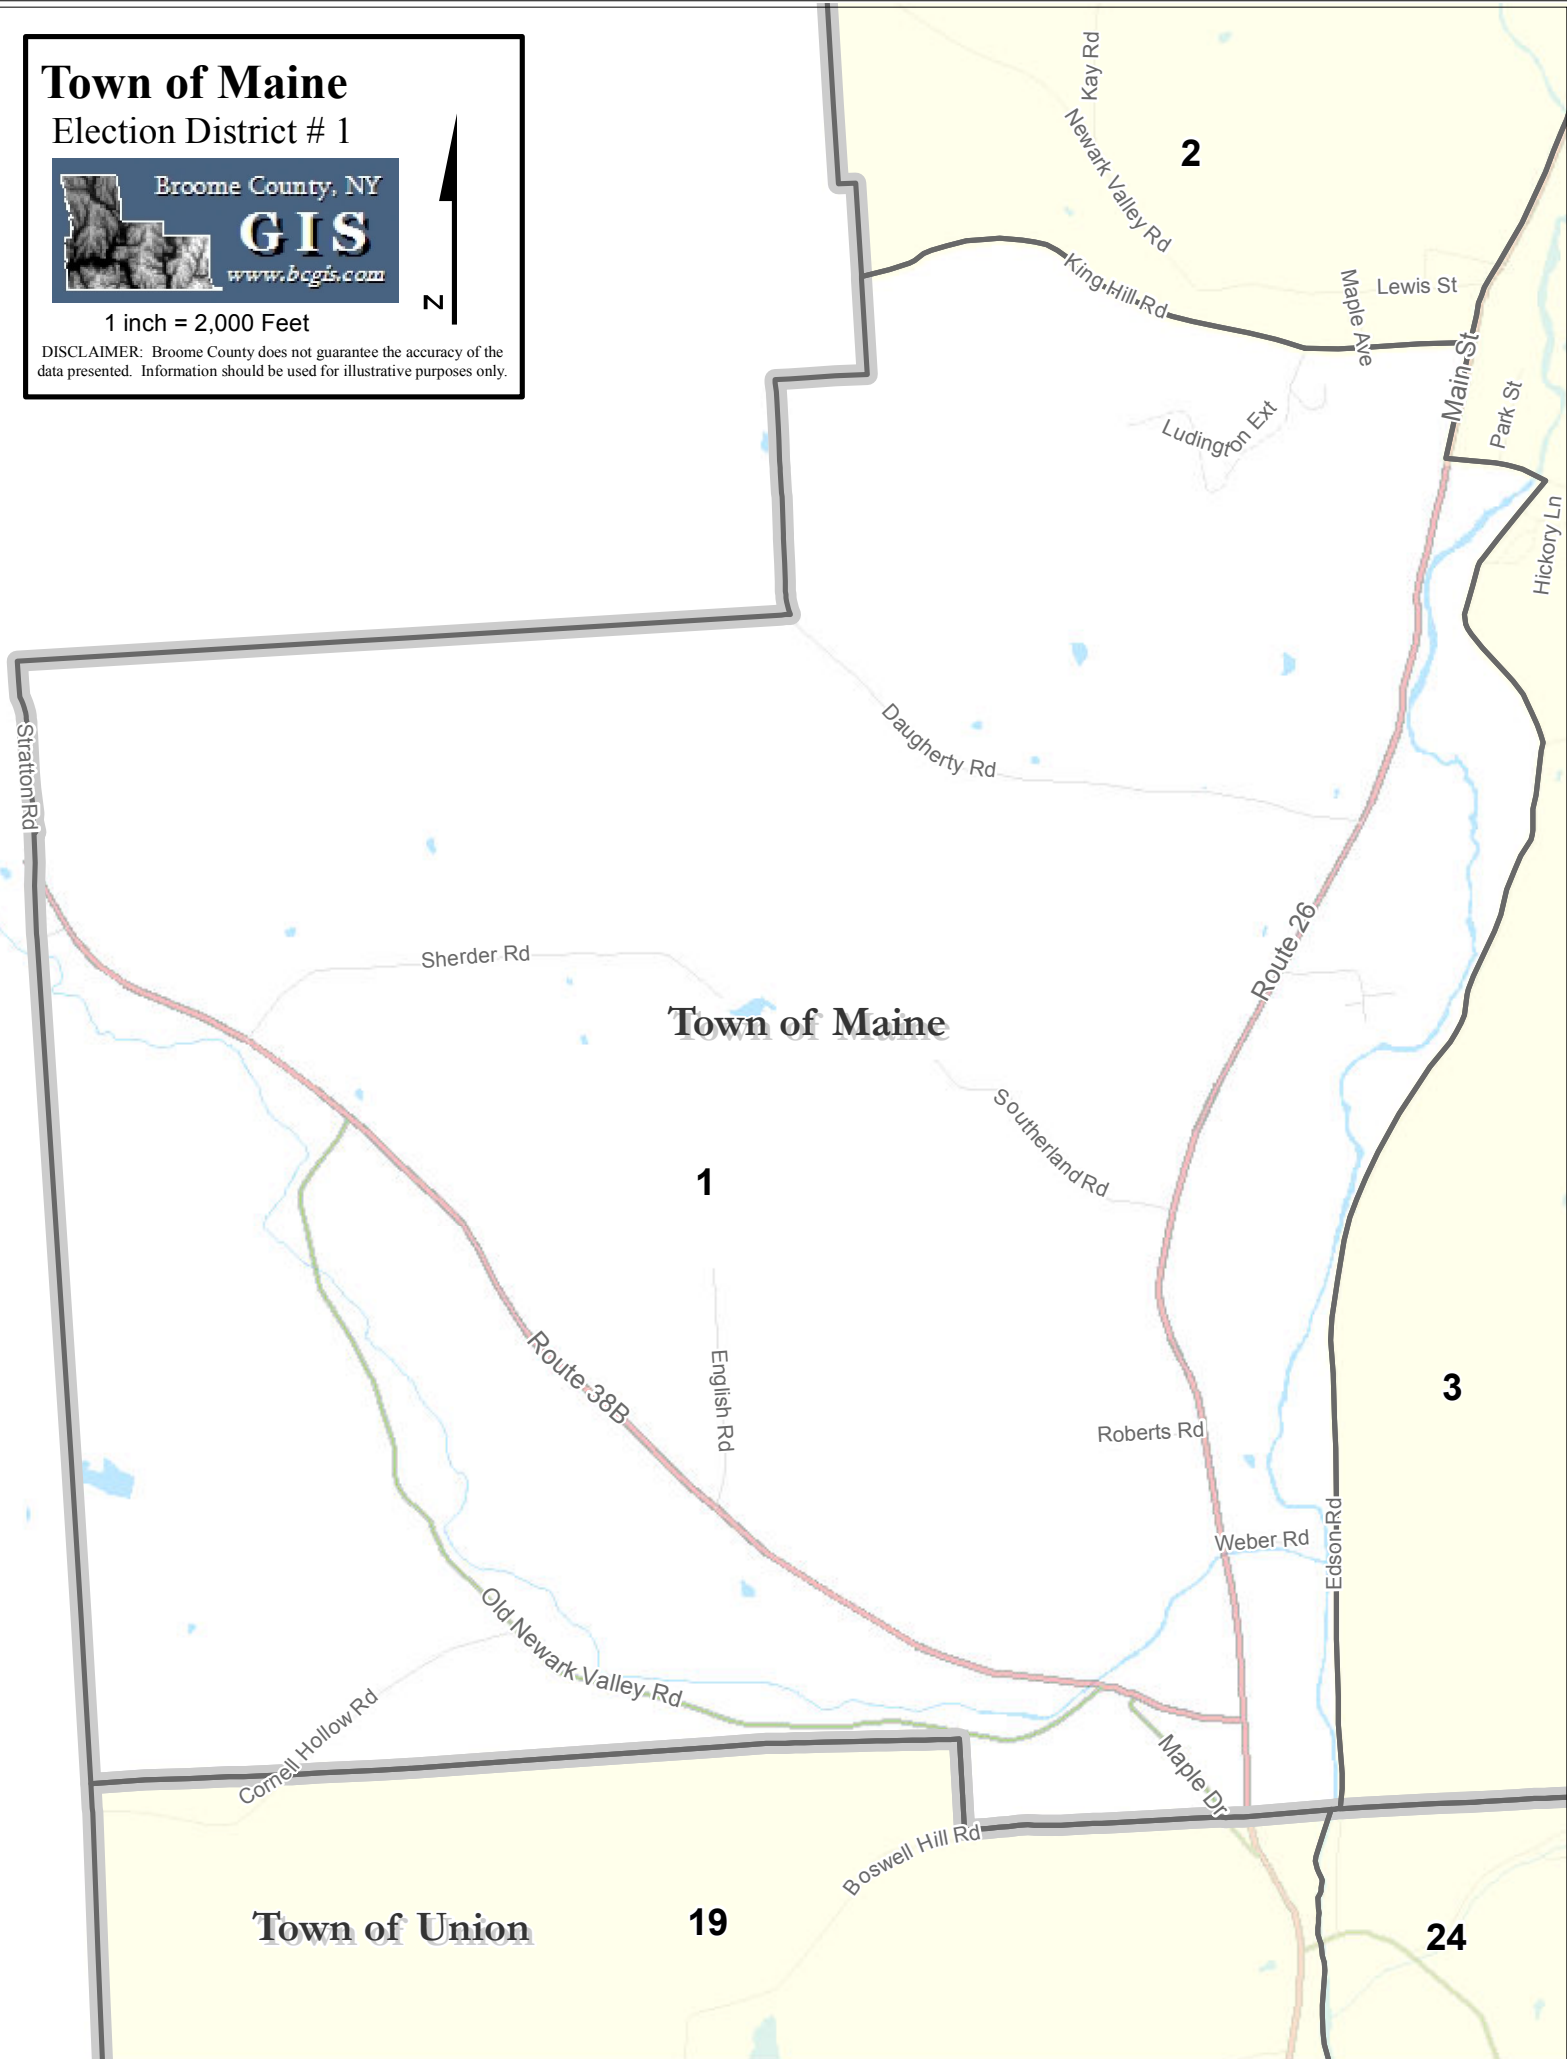 Town of Maine
Election District # 1
Broome County, NY
GIS
www.bcgis.com
1 inch = 2,000 Feet
N
DISCLAIMER: Broome County does not guarantee the accuracy of the
data presented. Information should be used for illustrative purposes only.
Kay Rd
Newark Valley Rd
2
King Hill Rd
Maple Ave
Lewis St
Main St
Park St
Ludington Ext
Hickory Ln
Stratton Rd
Daugherty Rd
Route 26
Sherder Rd
Town of Maine
Southerland Rd
1
Route 38B
English Rd
3
Roberts Rd
Weber Rd
Edson Rd
Old Newark Valley Rd
Cornell Hollow Rd
Maple Dr
Boswell Hill Rd
Town of Union
19
24